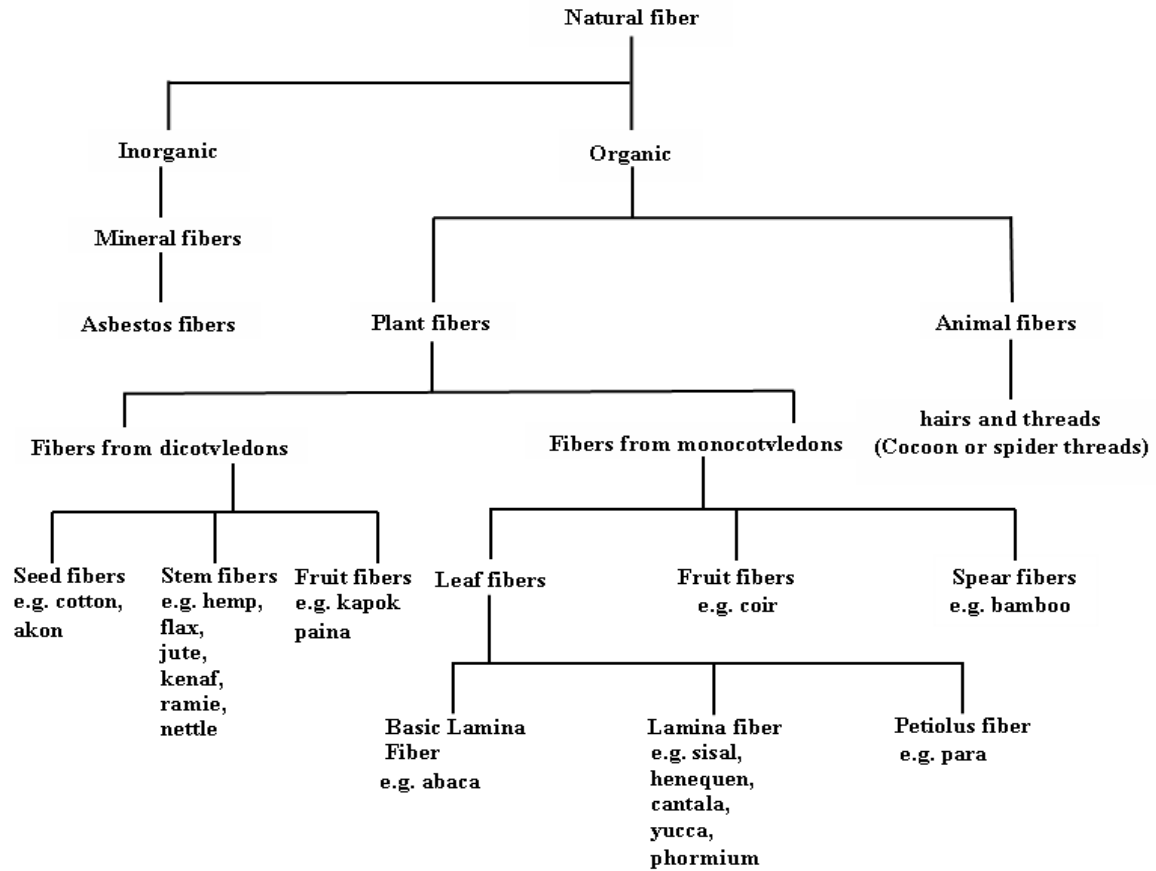 Natural fiber
Inorganic
Organic
Mineral fibers
Asbestos fibers
Plant fibers
Animal fibers
hairs and threads
(Cocoon or spider threads)
Fibers from dicotvledons
Fibers from monocotvledons
Seed fibers
e.g. cotton,
akon
Stem fibers
e.g. hemp,
flax,
jute,
kenaf,
ramie,
nettle
Fruit fibers
e.g. kapok
paina
Leaf fibers
Fruit fibers
e.g. coir
Spear fibers
e.g. bamboo
Basic Lamina
Fiber
e.g. abaca
Lamina fiber
e.g. sisal,
henequen,
cantala,
yucca,
phormium
Petiolus fiber
e.g. para